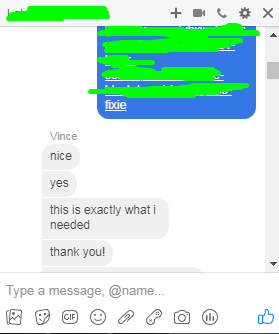 fixie
Vince
nice
yes
this is exactly what i
needed
thank you!
Type a message, @name...
GIF